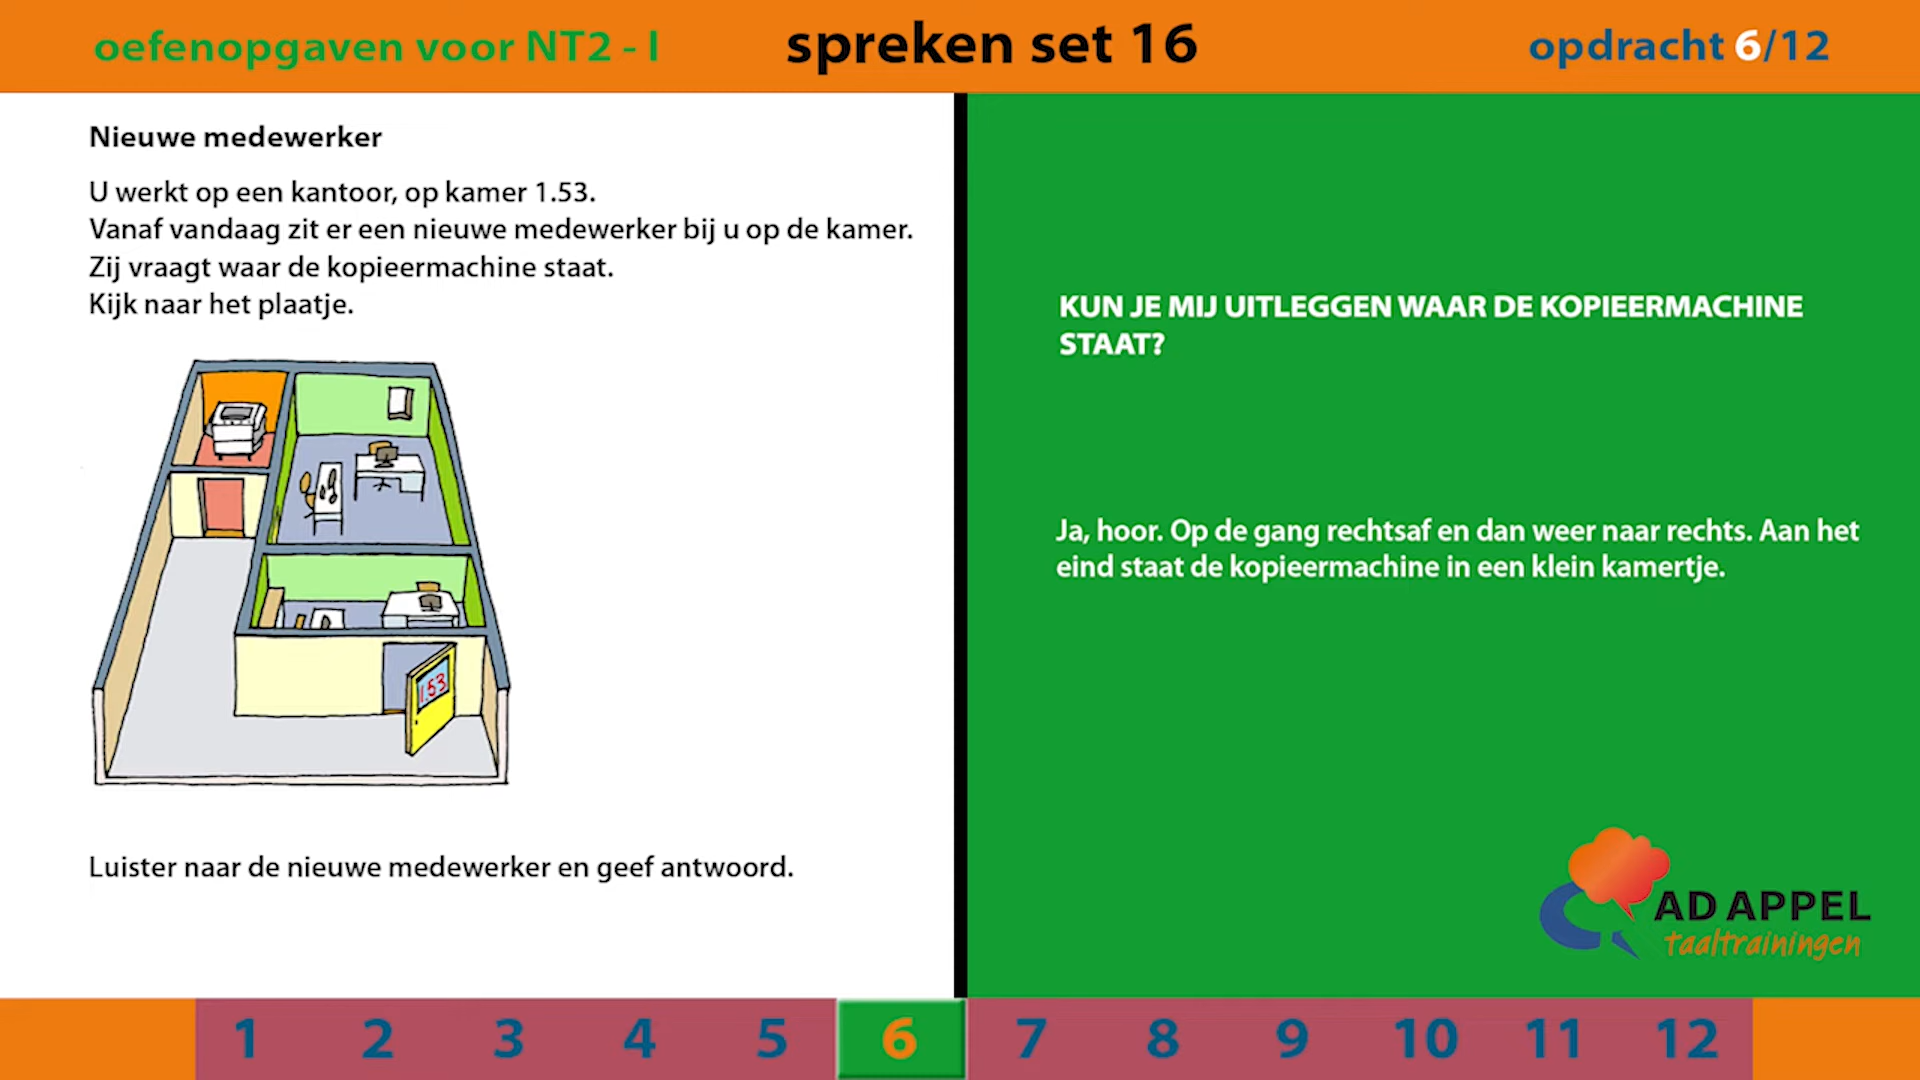 oefenopgaven voor NT2 - I
spreken set 16
opdracht 6/12
Nieuwe medewerker
U werkt op een kantoor, op kamer 1.53.
Vanaf vandaag zit er een nieuwe medewerker bij u op de kamer.
Zij vraagt waar de kopieermachine staat.
Kijk naar het plaatje.
1.53
Luister naar de nieuwe medewerker en geef antwoord.
KUN JE MIJ UITLEGGEN WAAR DE KOPIEERMACHINE
STAAT?
Ja, hoor. Op de gang rechtsaf en dan weer naar rechts. Aan het
eind staat de kopieermachine in een klein kamertje.
AD APPEL
taaltrainingen
1 2 3 4 5 6 7 8 9 10 11 12